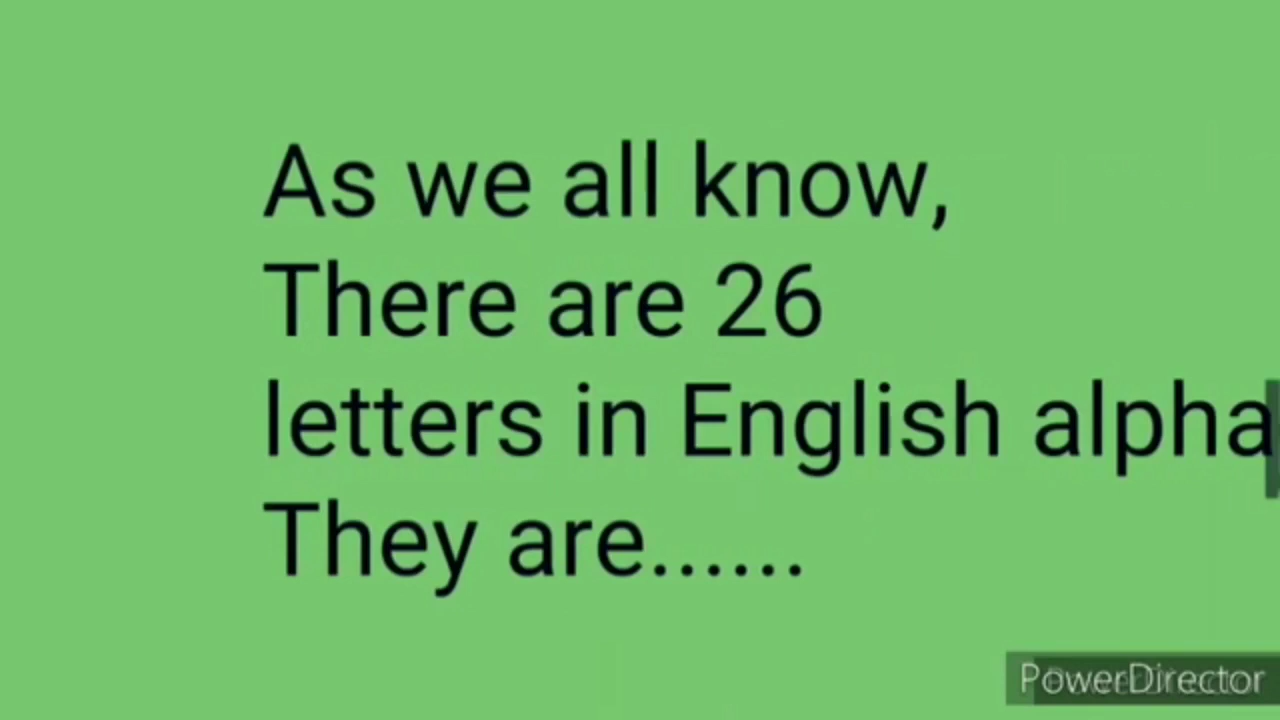 As we all know,
There are 26
letters in English alpha
They are......
PowerDirector